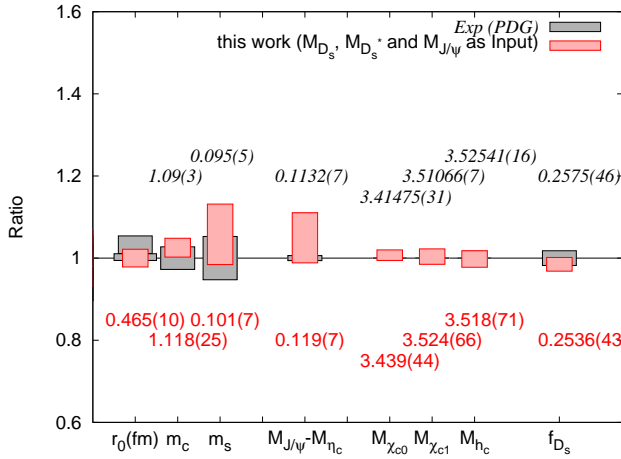 1.6
1.4
1.2
1
0.8
0.6
Ratio
Exp (PDG)
this work (M_{D_s}, M_{D_s^*} and M_{J/ψ} as Input)
0.095(5)
1.09(3)
0.1132(7)
3.52541(16)
3.51066(7)
3.41475(31)
0.2575(46)
0.465(10)
0.101(7)
1.118(25)
0.119(7)
3.518(71)
3.524(66)
3.439(44)
0.2536(43
r_0(fm)
m_c
m_s
M_{J/ψ}-M_{η_c}
M_{χ_{c0}}
M_{χ_{c1}}
M_{h_c}
f_{D_s}